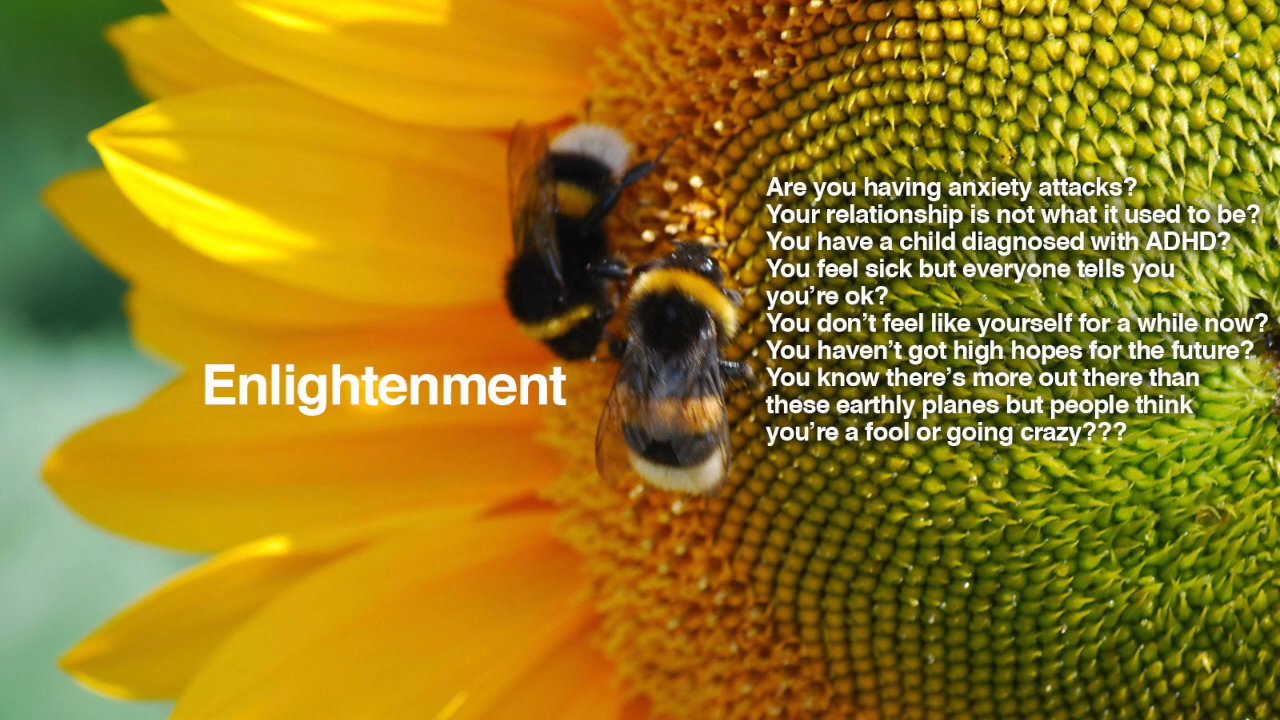 Enlightenment
Are you having anxiety attacks?
Your relationship is not what it used to be?
You have a child diagnosed with ADHD?
You feel sick but everyone tells you
you’re ok?
You don’t feel like yourself for a while now?
You haven’t got high hopes for the future?
You know there’s more out there than
these earthly planes but people think
you’re a fool or going crazy???